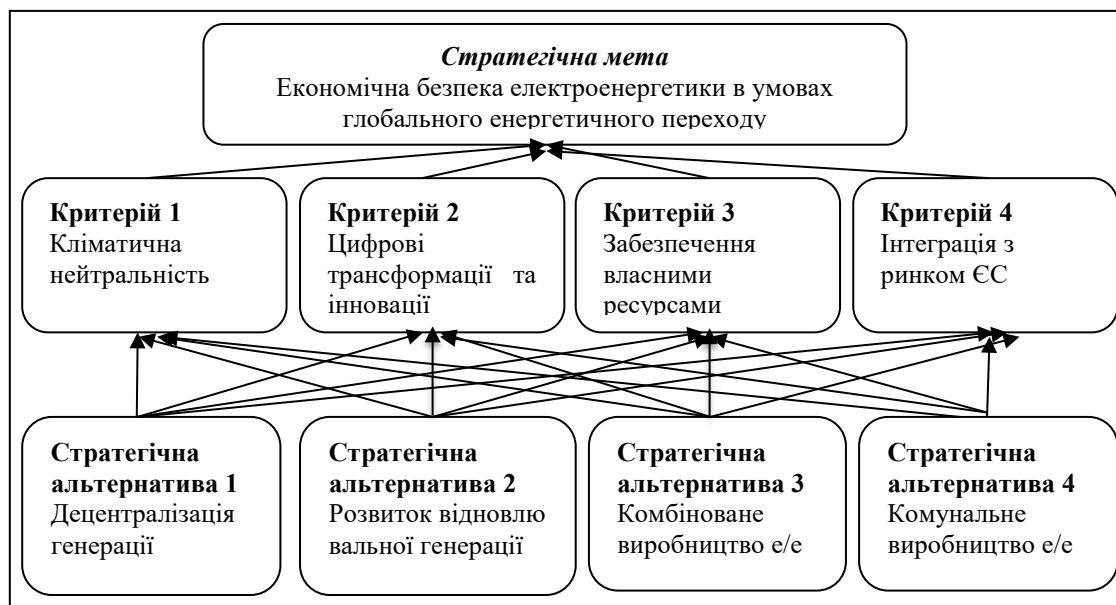 Стратегічна мета
Економічна безпека електроенергетики в умовах
глобального енергетичного переходу
Критерій 1
Кліматична
нейтральність
Критерій 2
Цифрові
трансформації та
інновації
Критерій 3
Забезпечення
власними
ресурсами
Критерій 4
Інтеграція з
ринком ЄС
Стратегічна
альтернатива 1
Децентралізація
генерації
Стратегічна
альтернатива 2
Розвиток відновлю
вальної генерації
Стратегічна
альтернатива 3
Комбіноване
виробництво е/е
Стратегічна
альтернатива 4
Комунальне
виробництво е/е